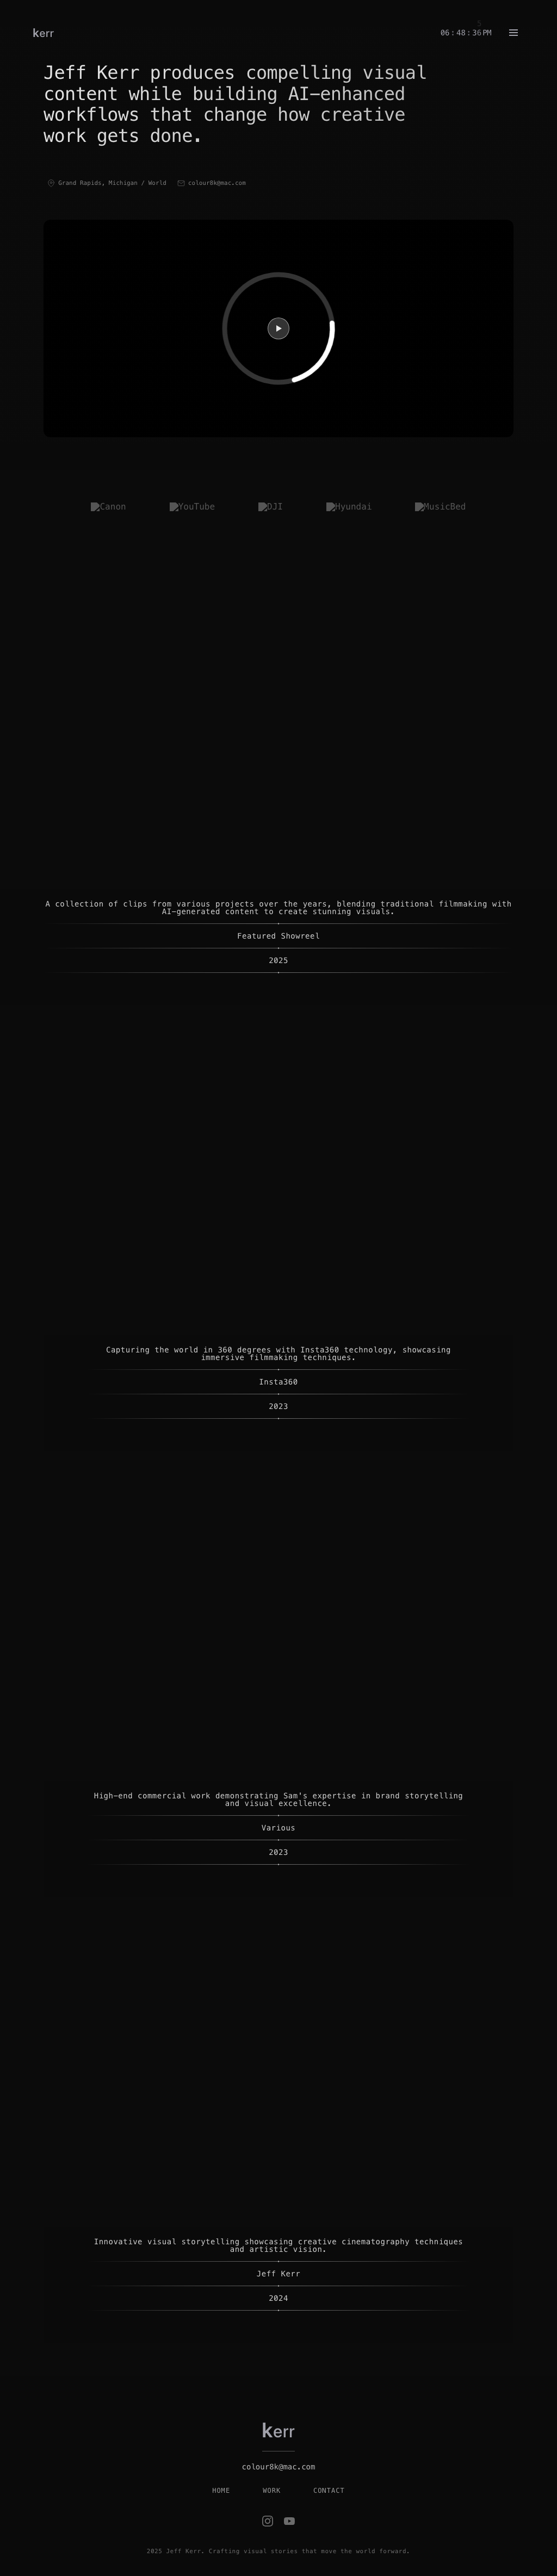 kerr
06 : 48 : 36 PM
Jeff Kerr produces compelling visual
content while building AI-enhanced
workflows that change how creative
work gets done.
Grand Rapids, Michigan / World
colour8k@mac.com
Canon YouTube DJI Hyundai MusicBed
A collection of clips from various projects over the years, blending traditional filmmaking with
AI-generated content to create stunning visuals.
Featured Showreel
2025
Capturing the world in 360 degrees with Insta360 technology, showcasing
immersive filmmaking techniques.
Insta360
2023
High-end commercial work demonstrating Sam's expertise in brand storytelling
and visual excellence.
Various
2023
Innovative visual storytelling showcasing creative cinematography techniques
and artistic vision.
Jeff Kerr
2024
kerr
colour8k@mac.com
HOME WORK CONTACT
2025 Jeff Kerr. Crafting visual stories that move the world forward.